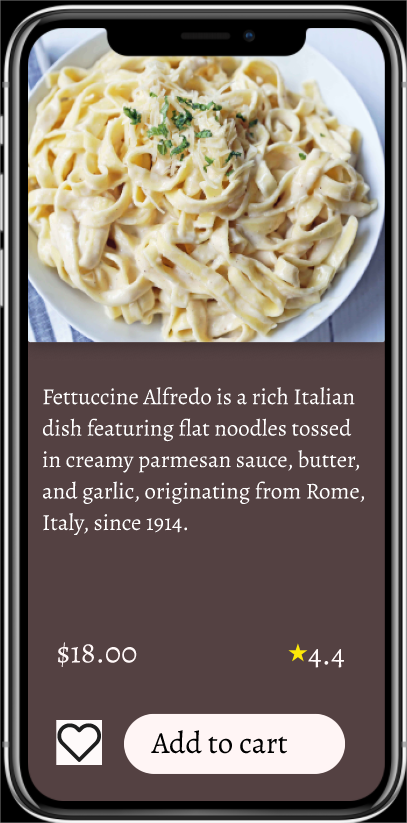 Fettuccine Alfredo is a rich Italian
dish featuring flat noodles tossed
in creamy parmesan sauce, butter,
and garlic, originating from Rome,
Italy, since 1914.
$18.00 ★4.4
Add to cart